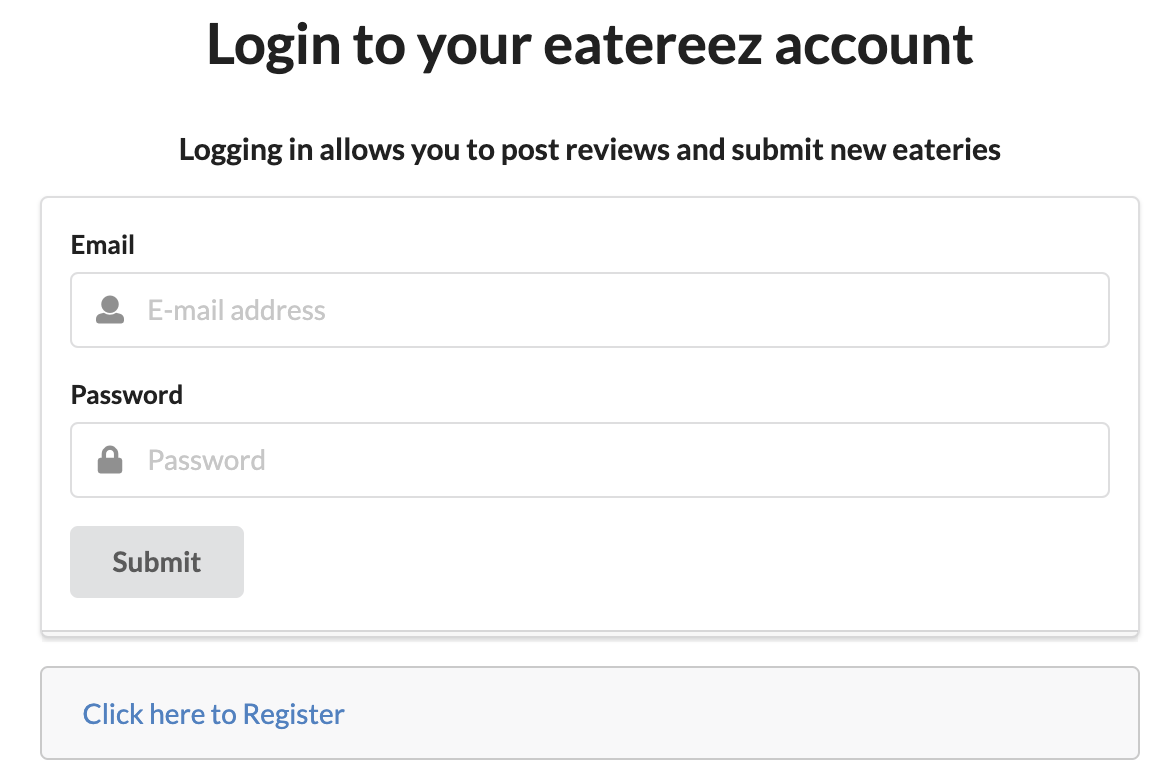 Login to your eatereez account
Logging in allows you to post reviews and submit new eateries
Email
E-mail address
Password
Password
Submit
Click here to Register